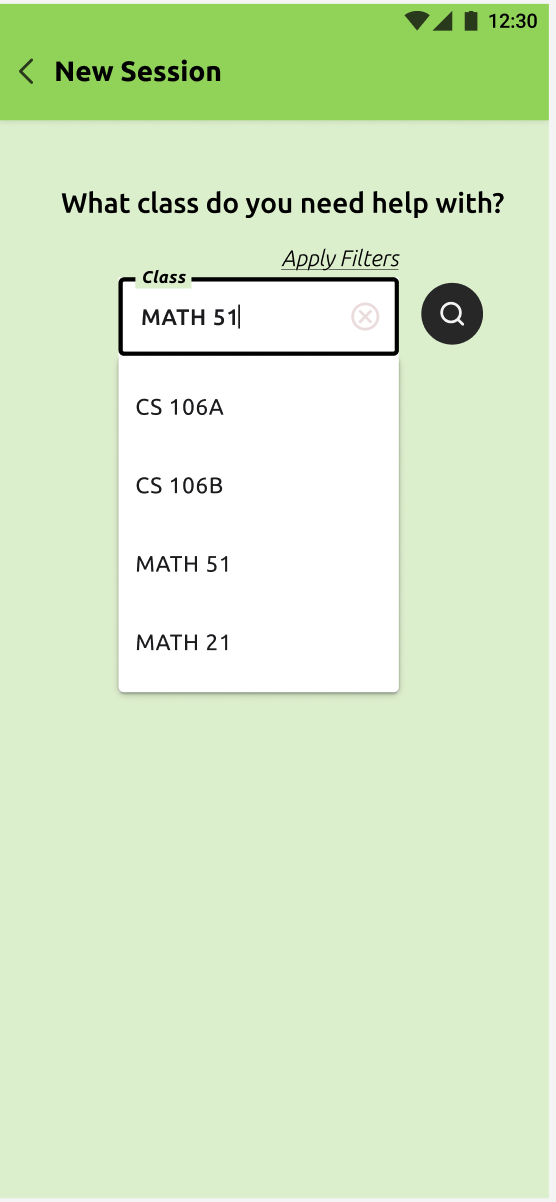 12:30
New Session
What class do you need help with?
Apply Filters
Class
MATH 51
CS 106A
CS 106B
MATH 51
MATH 21